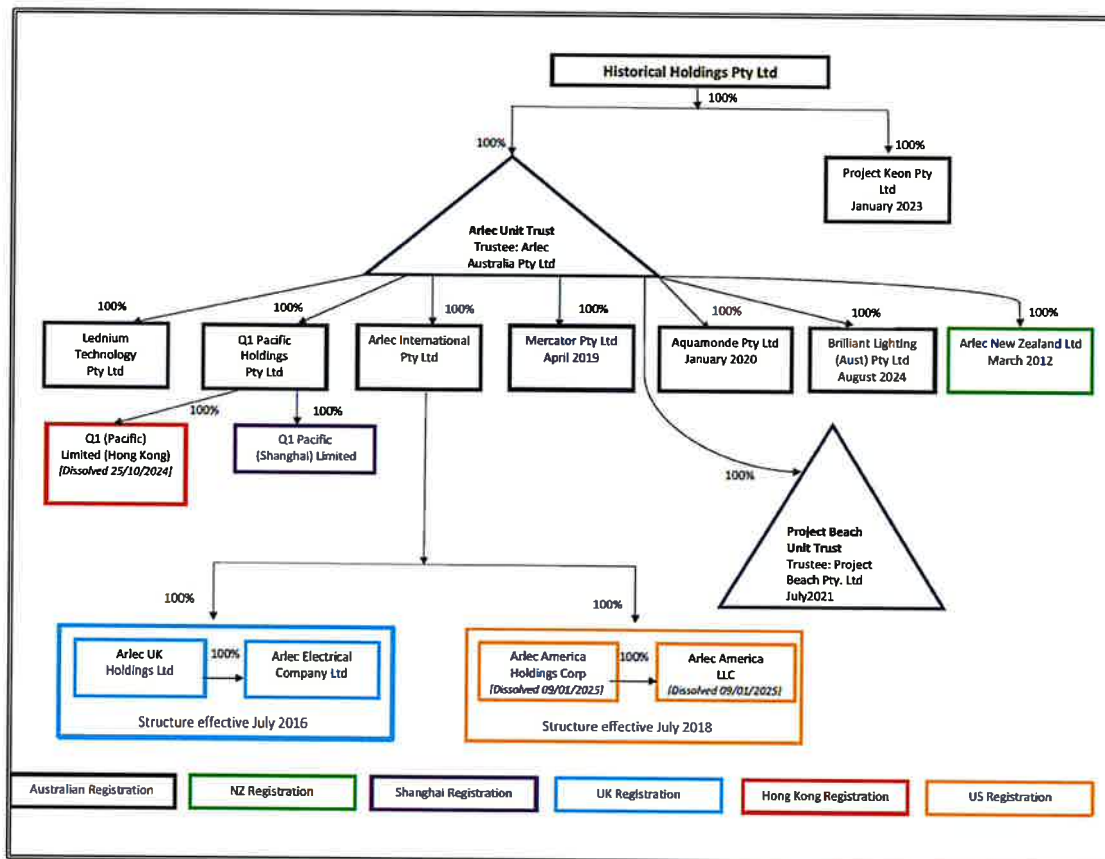 Historical Holdings Pty Ltd
100%
100%
100%
Project Keon Pty
Ltd
January 2023
Arlec Unit Trust
Trustee: Arlec
Australia Pty Ltd
100%
100%
100%
100%
100%
100%
100%
Lednium
Technology
Pty Ltd
Q1 Pacific
Holdings
Pty Ltd
Arlec International
Pty Ltd
Mercator Pty Ltd
April 2019
Aquamonde Pty Ltd
January 2020
Brilliant Lighting
(Aust) Pty Ltd
August 2024
Arlec New Zealand Ltd
March 2012
100%
100%
Q1 (Pacific)
Limited (Hong Kong)
[Dissolved 25/10/2024]
Q1 Pacific
(Shanghai) Limited
100%
Project Beach
Unit Trust
Trustee: Project
Beach Pty. Ltd
July2021
100%
100%
Arlec UK
Holdings Ltd
100%
Arlec Electrical
Company Ltd
Structure effective July 2016
Arlec America
Holdings Corp
[Dissolved 09/01/2025]
100%
Arlec America
LLC
[Dissolved 09/01/2025]
Structure effective July 2018
Australian Registration
NZ Registration
Shanghai Registration
UK Registration
Hong Kong Registration
US Registration